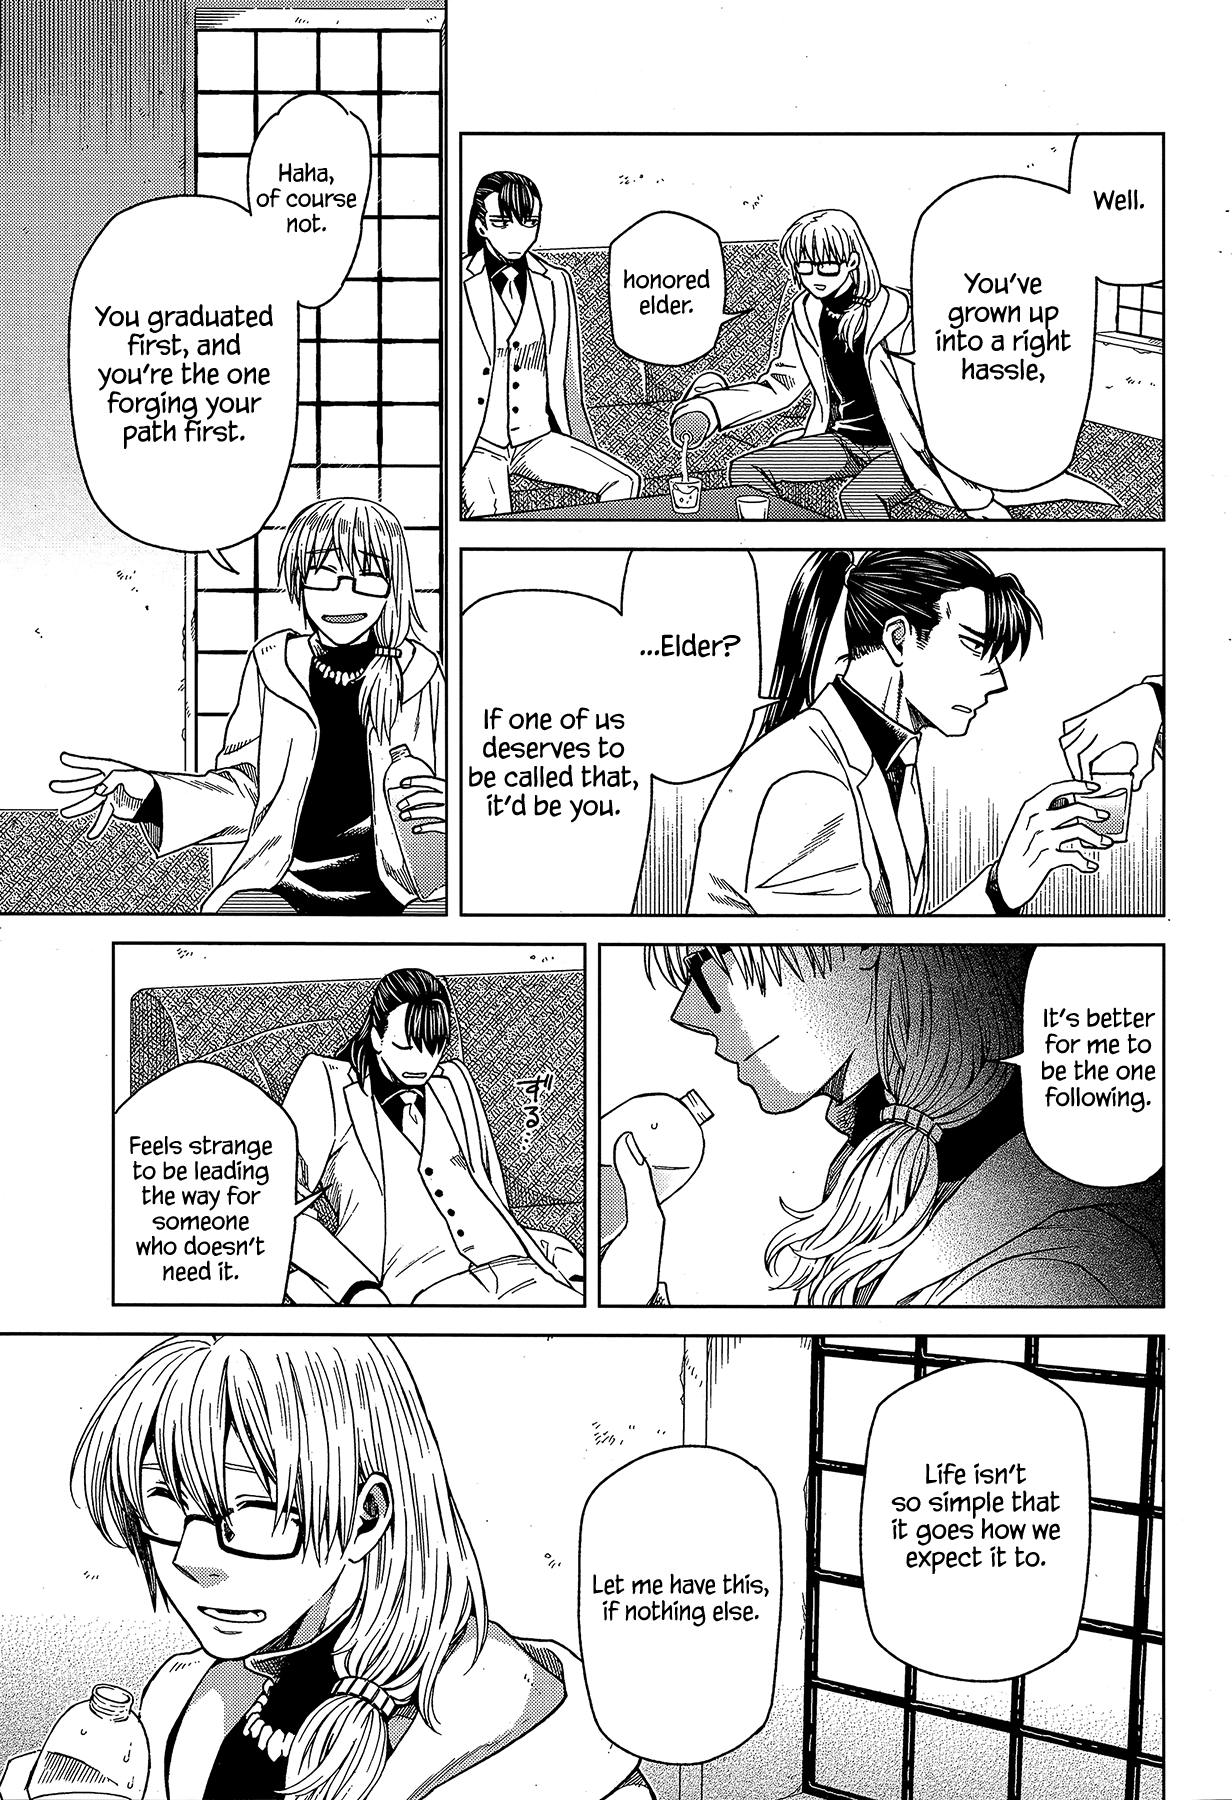 Well.
You've
grown up
into a right
hassle,
honored
elder.
...Elder?
If one of us
deserves to
be called that,
it'd be you.
Haha,
of course
not.
You graduated
first, and
you're the one
forging your
path first.
It's better
for me to
be the one
following.
ずる...
Feels strange
to be leading
the way for
someone
who doesn't
need it.
Life isn't
so simple that
it goes how we
expect it to.
Let me have this,
if nothing else.